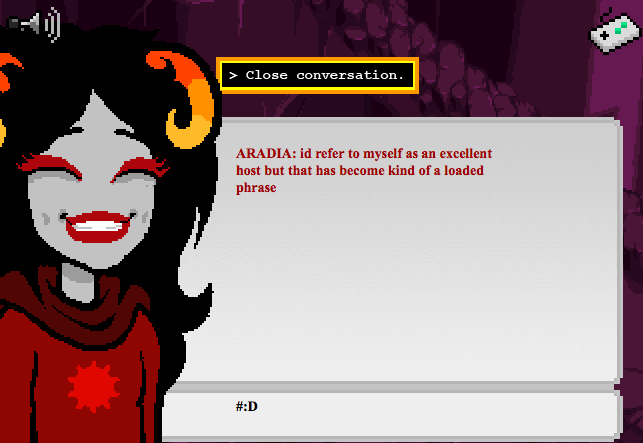 > Close conversation.
ARADIA: id refer to myself as an excellent
host but that has become kind of a loaded
phrase
#:D